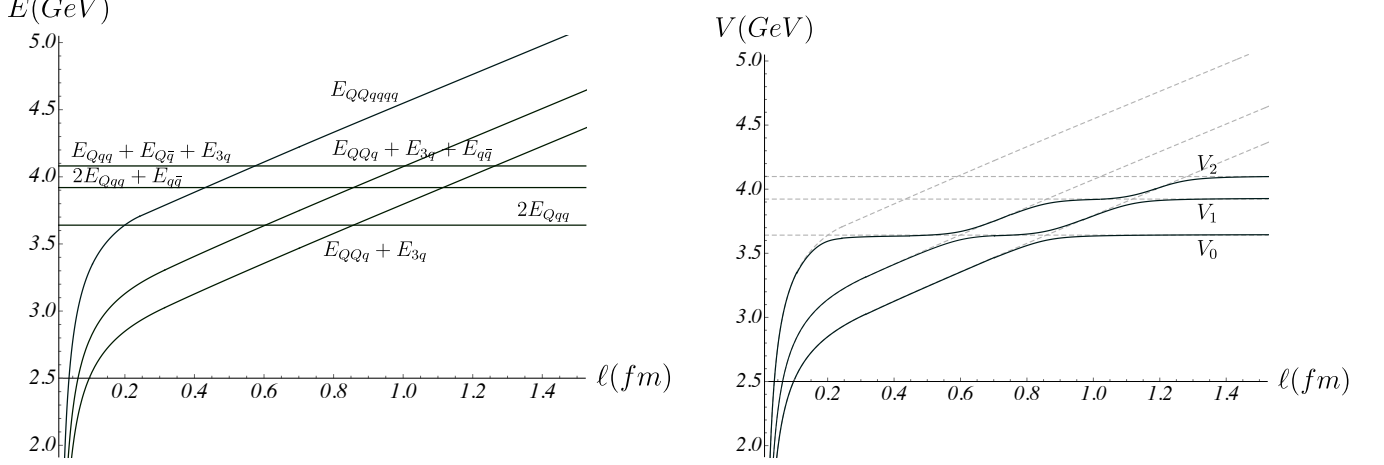 E(GeV)
5.0
E_{QQqqqq}
4.5
E_{Qqq} + E_{Q\bar{q}} + E_{3q}
E_{QQq} + E_{3q} + E_{q\bar{q}}
4.0
2E_{Qqq} + E_{q\bar{q}}
2E_{Qqq}
3.5
E_{QQq} + E_{3q}
3.0
2.5
ℓ(fm)
0.2 0.4 0.6 0.8 1.0 1.2 1.4
2.0
V(GeV)
5.0
4.5
4.0
V_2
V_1
3.5
V_0
3.0
2.5
ℓ(fm)
0.2 0.4 0.6 0.8 1.0 1.2 1.4
2.0